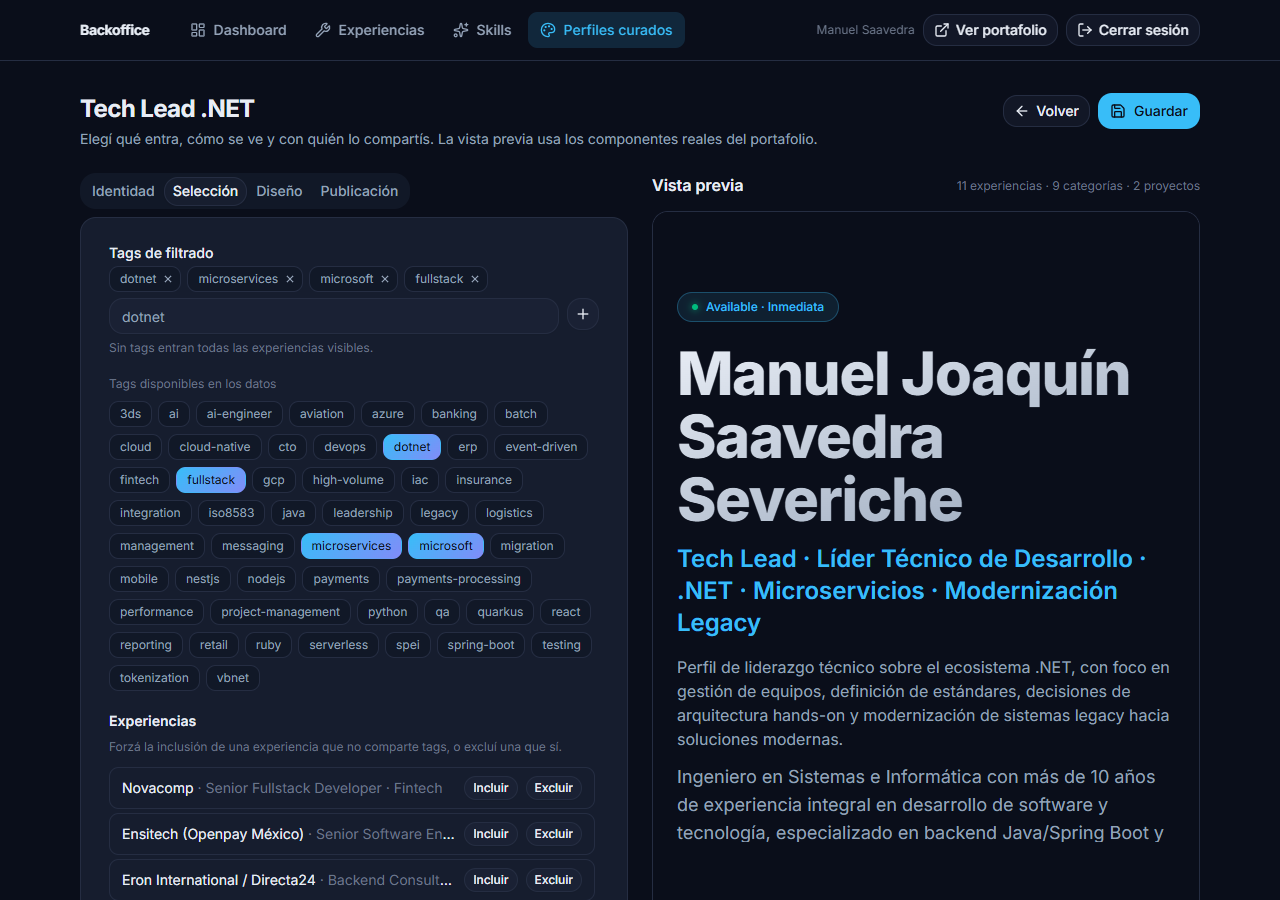 Backoffice
Dashboard
Experiencias
Skills
Perfiles curados
Manuel Saavedra
Ver portafolio
Cerrar sesión
Tech Lead .NET
Elegí qué entra, cómo se ve y con quién lo compartís. La vista previa usa los componentes reales del portafolio.
Volver
Guardar
Identidad
Selección
Diseño
Publicación
Tags de filtrado
dotnet ×
microservices ×
microsoft ×
fullstack ×
dotnet
+
Sin tags entran todas las experiencias visibles.
Tags disponibles en los datos
3ds ai ai-engineer aviation azure banking batch
cloud cloud-native cto devops dotnet erp event-driven
fintech fullstack gcp high-volume iac insurance
integration iso8583 java leadership legacy logistics
management messaging microservices microsoft migration
mobile nestjs nodejs payments payments-processing
performance project-management python qa quarkus react
reporting retail ruby serverless spei spring-boot testing
tokenization vbnet
Experiencias
Forzá la inclusión de una experiencia que no comparte tags, o excluí una que sí.
Novacomp · Senior Fullstack Developer · Fintech Incluir Excluir
Ensitech (Openpay México) · Senior Software En... Incluir Excluir
Eron International / Directa24 · Backend Consult... Incluir Excluir
Vista previa
11 experiencias · 9 categorías · 2 proyectos
Available · Inmediata
Manuel Joaquín
Saavedra
Severiche
Tech Lead · Líder Técnico de Desarrollo ·
.NET · Microservicios · Modernización
Legacy
Perfil de liderazgo técnico sobre el ecosistema .NET, con foco en
gestión de equipos, definición de estándares, decisiones de
arquitectura hands-on y modernización de sistemas legacy hacia
soluciones modernas.
Ingeniero en Sistemas e Informática con más de 10 años
de experiencia integral en desarrollo de software y
tecnología, especializado en backend Java/Spring Boot y